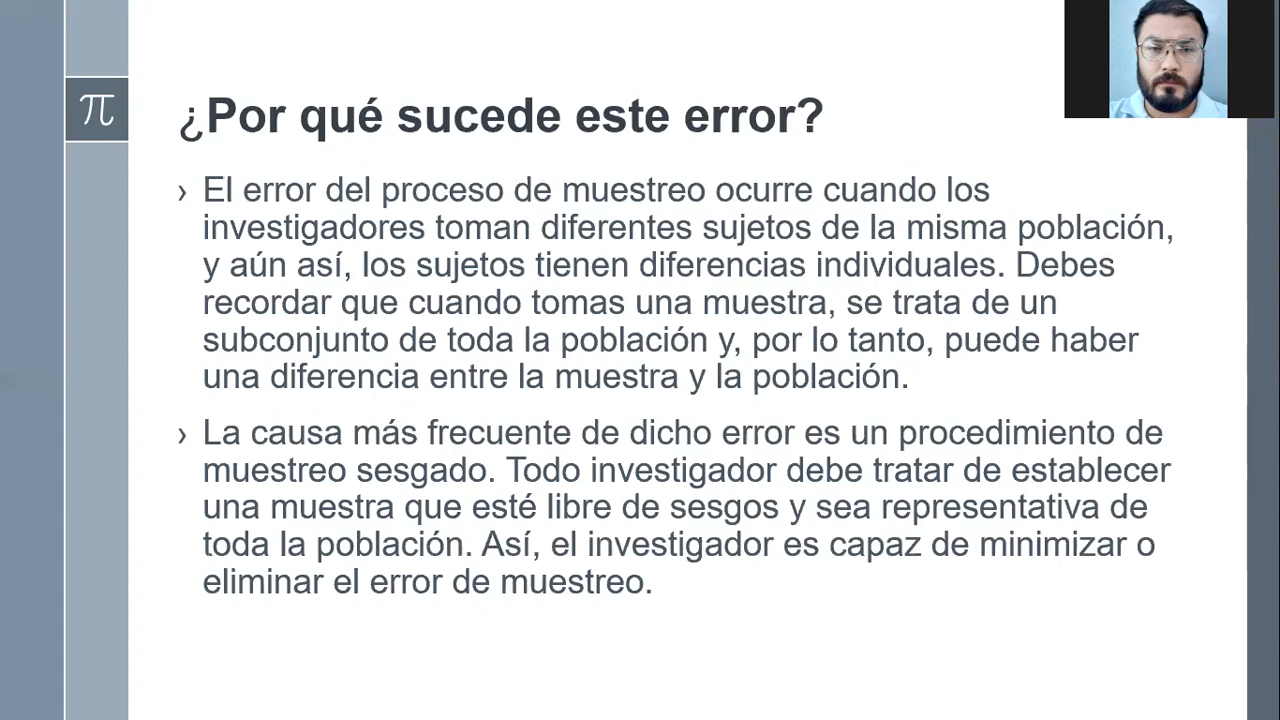 π
¿Por qué sucede este error?
› El error del proceso de muestreo ocurre cuando los
investigadores toman diferentes sujetos de la misma población,
y aún así, los sujetos tienen diferencias individuales. Debes
recordar que cuando tomas una muestra, se trata de un
subconjunto de toda la población y, por lo tanto, puede haber
una diferencia entre la muestra y la población.
› La causa más frecuente de dicho error es un procedimiento de
muestreo sesgado. Todo investigador debe tratar de establecer
una muestra que esté libre de sesgos y sea representativa de
toda la población. Así, el investigador es capaz de minimizar o
eliminar el error de muestreo.